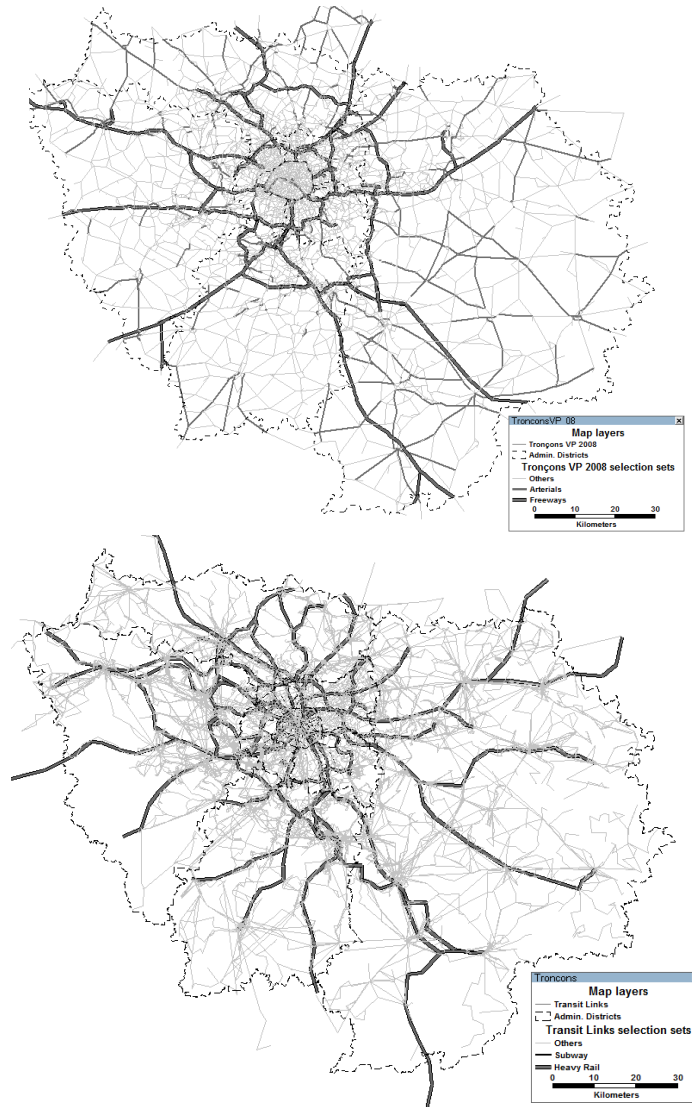 TronconsVP_08
Map layers
Tronçons VP 2008
Admin. Districts
Tronçons VP 2008 selection sets
Others
Arterials
Freeways
0 10 20 30
Kilometers
Troncons
Map layers
Transit Links
Admin. Districts
Transit Links selection sets
Others
Subway
Heavy Rail
0 10 20 30
Kilometers